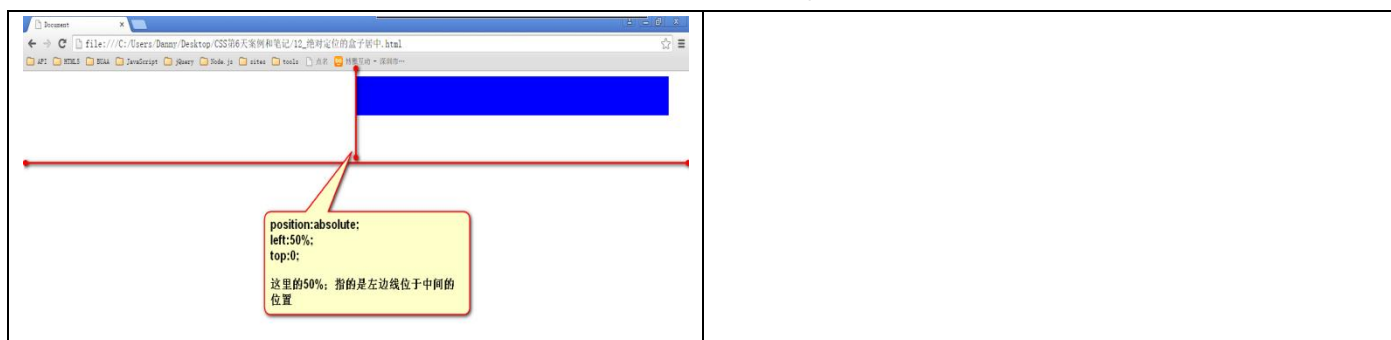 Document
file:///C:/Users/Danny/Desktop/CSS第6天案例和笔记/12_绝对定位的盒子居中.html
API HTML5 BUAA JavaScript jQuery Node.js sites tools 点名
position:absolute;
left:50%;
top:0;
这里的50%；指的是左边线位于中间的
位置